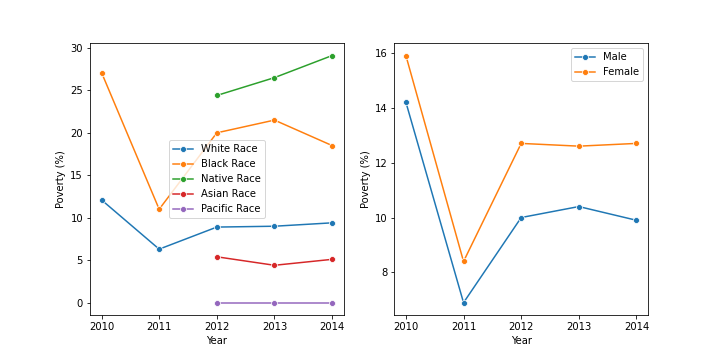 30
25
20
15
10
5
0
Poverty (%)
White Race
Black Race
Native Race
Asian Race
Pacific Race
2010 2011 2012 2013 2014
Year
16
14
12
10
8
Poverty (%)
Male
Female
2010 2011 2012 2013 2014
Year